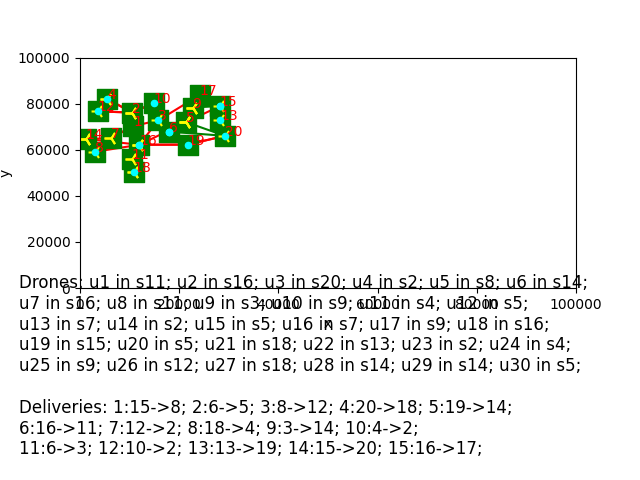 100000
80000
60000
40000
20000
0
y
0 20000 40000 60000 80000 100000
x
17
10
15
13
20
19
18
Drones: u1 in s11; u2 in s16; u3 in s20; u4 in s2; u5 in s8; u6 in s14;
u7 in s16; u8 in s11; u9 in s3; u10 in s9; u11 in s4; u12 in s5;
u13 in s7; u14 in s2; u15 in s5; u16 in s7; u17 in s9; u18 in s16;
u19 in s15; u20 in s5; u21 in s18; u22 in s13; u23 in s2; u24 in s4;
u25 in s9; u26 in s12; u27 in s18; u28 in s14; u29 in s14; u30 in s5;
Deliveries: 1:15->8; 2:6->5; 3:8->12; 4:20->18; 5:19->14;
6:16->11; 7:12->2; 8:18->4; 9:3->14; 10:4->2;
11:6->3; 12:10->2; 13:13->19; 14:15->20; 15:16->17;